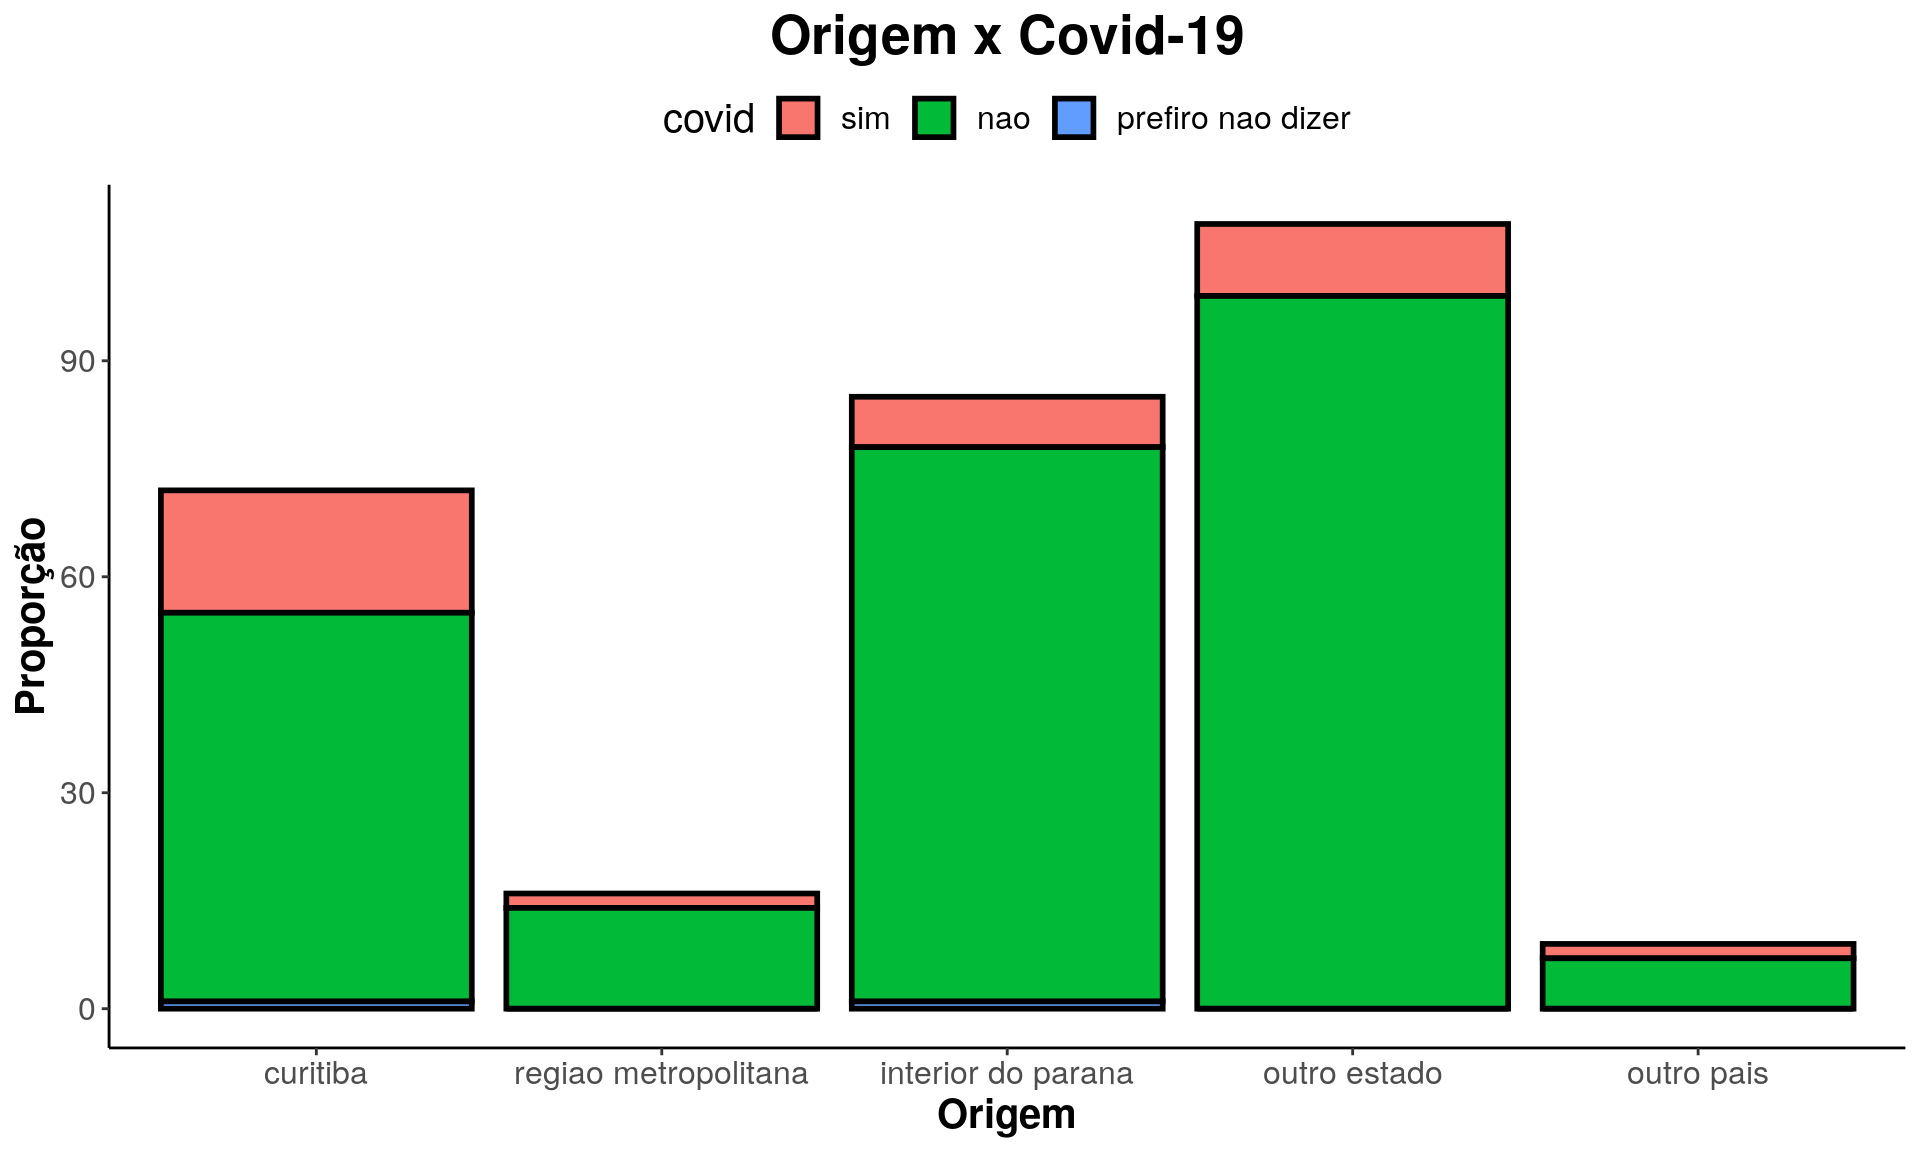 Origem x Covid-19
covid sim nao prefiro nao dizer
Proporção
90
60
30
0
curitiba regiao metropolitana interior do parana outro estado outro pais
Origem